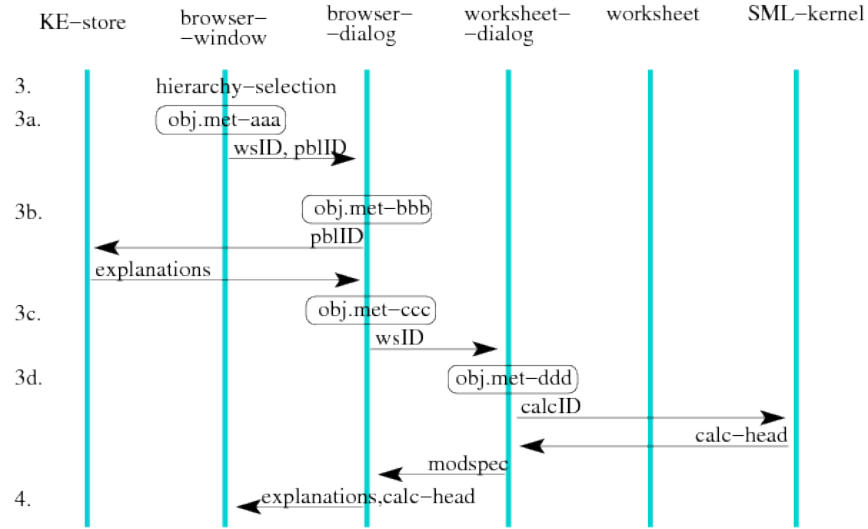 KE−store
browser−
−window
browser−
−dialog
worksheet−
−dialog
worksheet
SML−kernel
3.
hierarchy−selection
3a.
obj.met−aaa
wsID, pblID
3b.
obj.met−bbb
pblID
explanations
3c.
obj.met−ccc
wsID
3d.
obj.met−ddd
calcID
calc−head
modspec
4.
explanations,calc−head